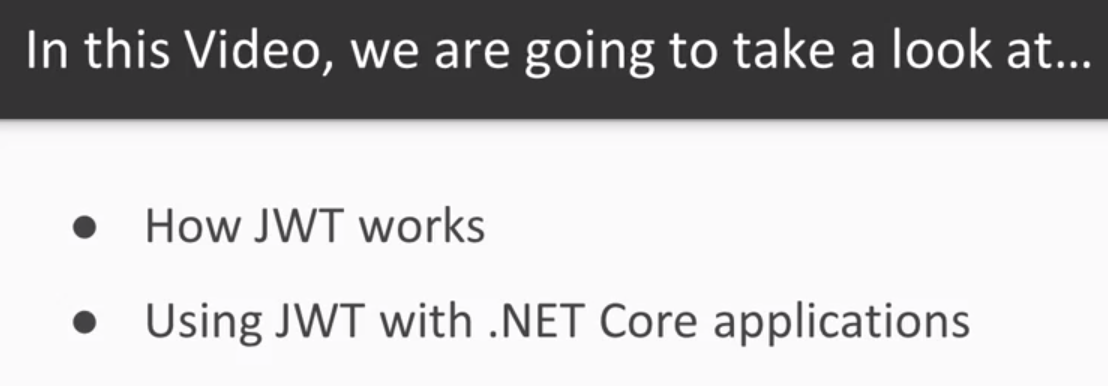 In this Video, we are going to take a look at...
● How JWT works
● Using JWT with .NET Core applications